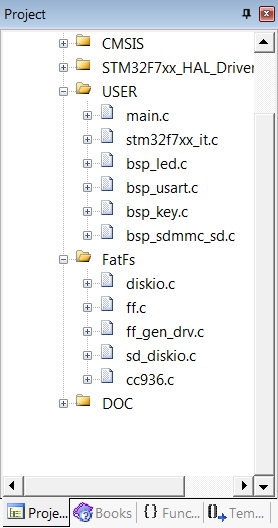 Project
CMSIS
STM32F7xx_HAL_Driver
USER
main.c
stm32f7xx_it.c
bsp_led.c
bsp_usart.c
bsp_key.c
bsp_sdmmc_sd.c
FatFs
diskio.c
ff.c
ff_gen_drv.c
sd_diskio.c
cc936.c
DOC
Proje... Books {} Func... 0 Tem...